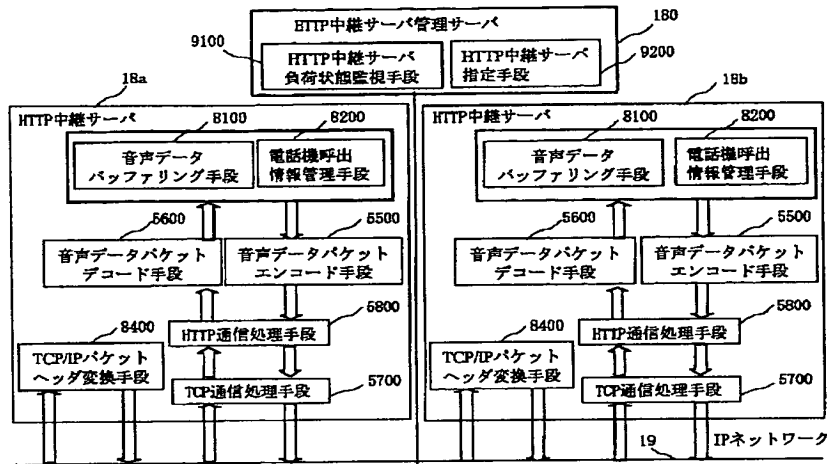 HTTP中継サーバ管理サーバ
180
9100
HTTP中継サーバ
負荷状態監視手段
HTTP中継サーバ
指定手段
9200
18a
HTTP中継サーバ
8100
8200
音声データ
バッファリング手段
電話機呼出
情報管理手段
5600
5500
音声データパケット
デコード手段
音声データパケット
エンコード手段
5800
HTTP通信処理手段
8400
TCP/IPパケット
ヘッダ変換手段
5700
TCP通信処理手段
18b
HTTP中継サーバ
8100
8200
音声データ
バッファリング手段
電話機呼出
情報管理手段
5600
5500
音声データパケット
デコード手段
音声データパケット
エンコード手段
5800
HTTP通信処理手段
8400
TCP/IPパケット
ヘッダ変換手段
5700
TCP通信処理手段
19
IPネットワーク